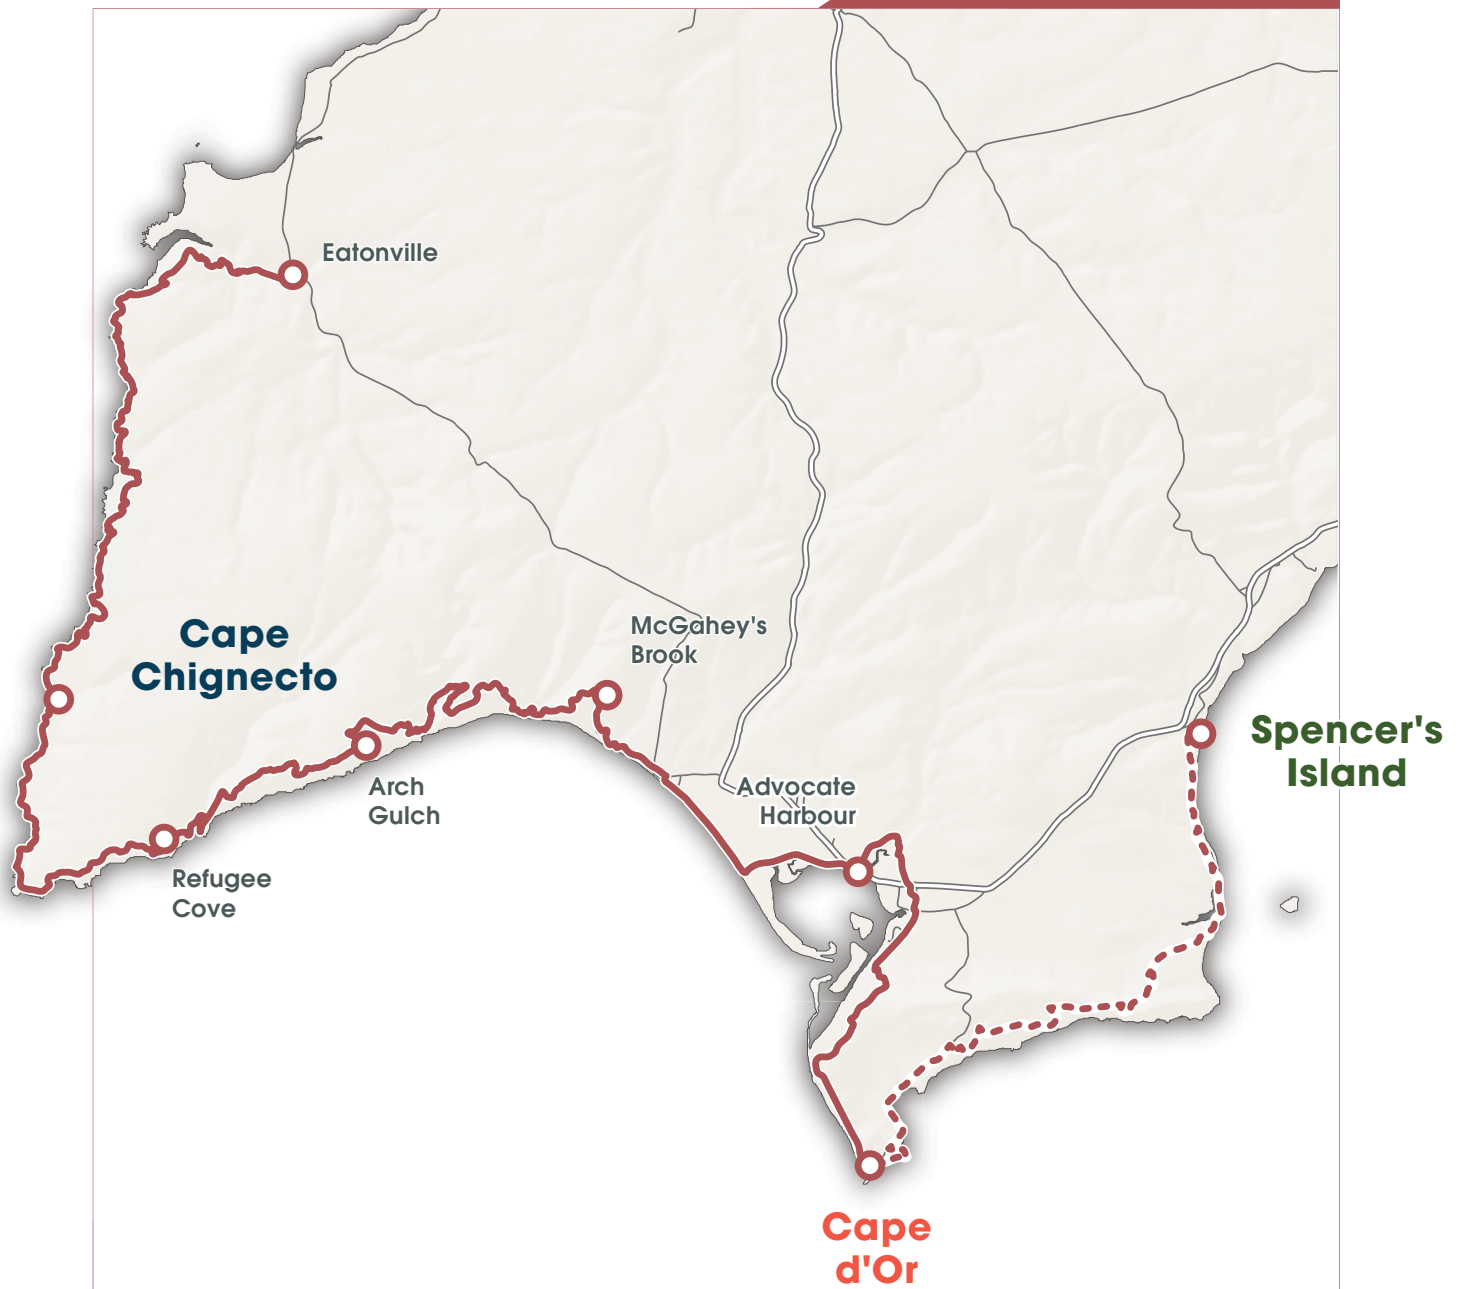 Eatonville
McGahey's
Brook
Cape
Chignecto
Spencer's
Island
Arch
Gulch
Advocate
Harbour
Refugee
Cove
Cape
d'Or